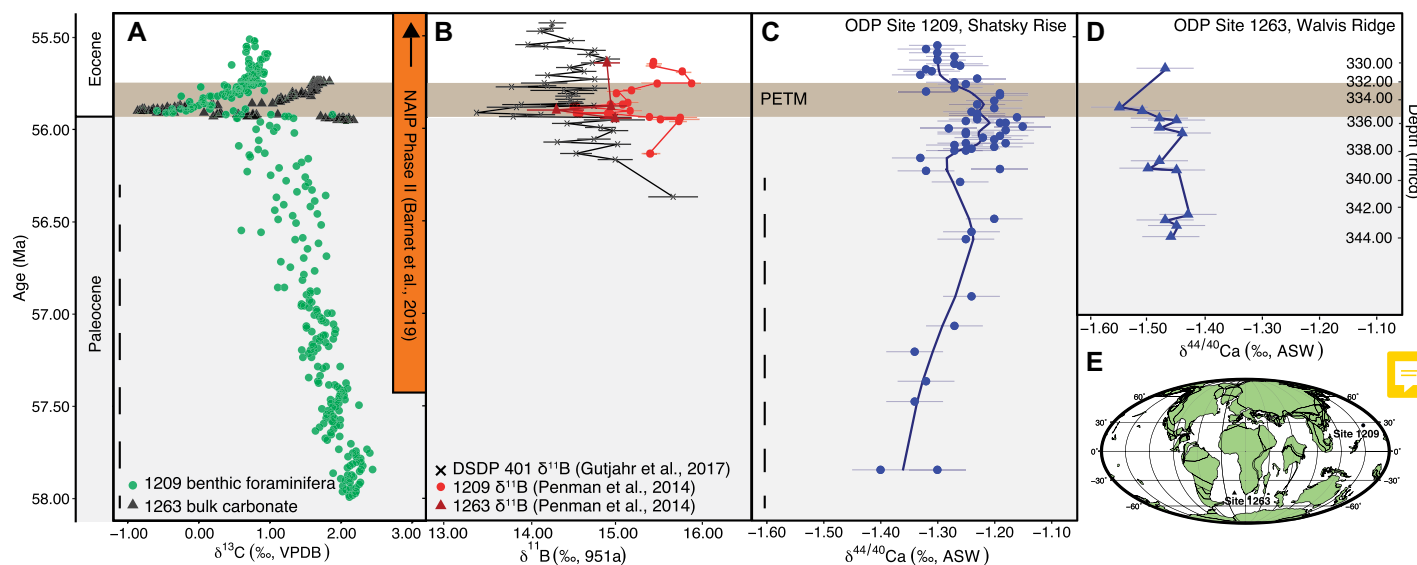 A
B
C
D
E
ODP Site 1209, Shatsky Rise
ODP Site 1263, Walvis Ridge
Eocene
Paleocene
Age (Ma)
55.50
56.00
56.50
57.00
57.50
58.00
NAIP Phase II (Barnet et al., 2019)
PETM
1209 benthic foraminifera
1263 bulk carbonate
−1.00
0.00
1.00
2.00
3.00
δ13C (‰, VPDB)
DSDP 401 δ11B (Gutjahr et al., 2017)
1209 δ11B (Penman et al., 2014)
1263 δ11B (Penman et al., 2014)
13.00
14.00
15.00
16.00
δ11B (‰, 951a)
−1.60
−1.50
−1.40
−1.30
−1.20
−1.10
δ44/40Ca (‰, ASW)
330.00
332.00
334.00
336.00
338.00
340.00
342.00
344.00
Depth (rmcd)
−1.60
−1.50
−1.40
−1.30
−1.20
−1.10
δ44/40Ca (‰, ASW)
60°
60°
30°
30°
0°
0°
−30°
−30°
−60°
−60°
Site 1209
Site 1263